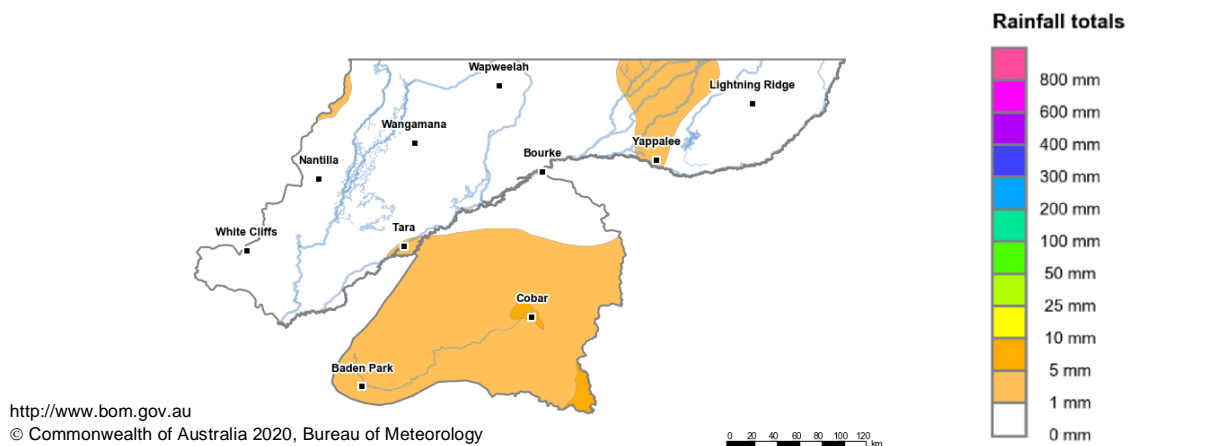 Rainfall totals
800 mm
600 mm
400 mm
300 mm
200 mm
100 mm
50 mm
25 mm
10 mm
5 mm
1 mm
0 mm
Wapweelah
Lightning Ridge
Wangamana
Yappalee
Bourke
Nantilla
White Cliffs
Tara
Cobar
Baden Park
http://www.bom.gov.au
© Commonwealth of Australia 2020, Bureau of Meteorology
0 20 40 60 80 100 120
km